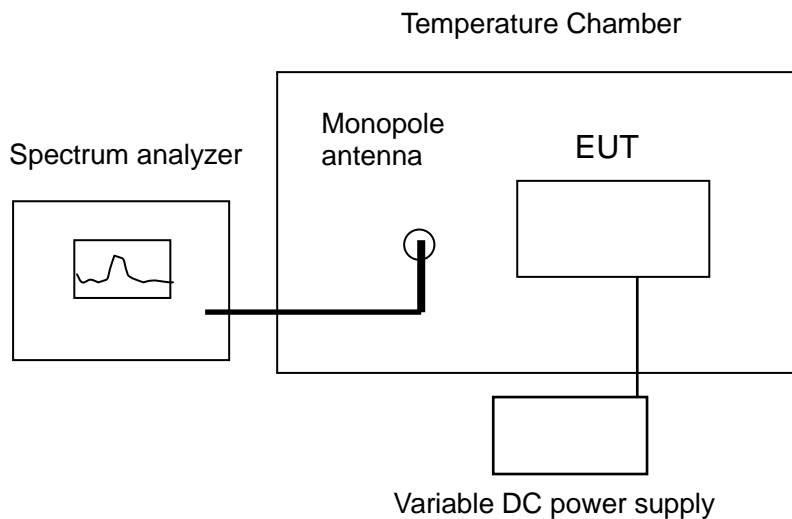 Temperature Chamber
Monopole
antenna
EUT
Spectrum analyzer
Variable DC power supply